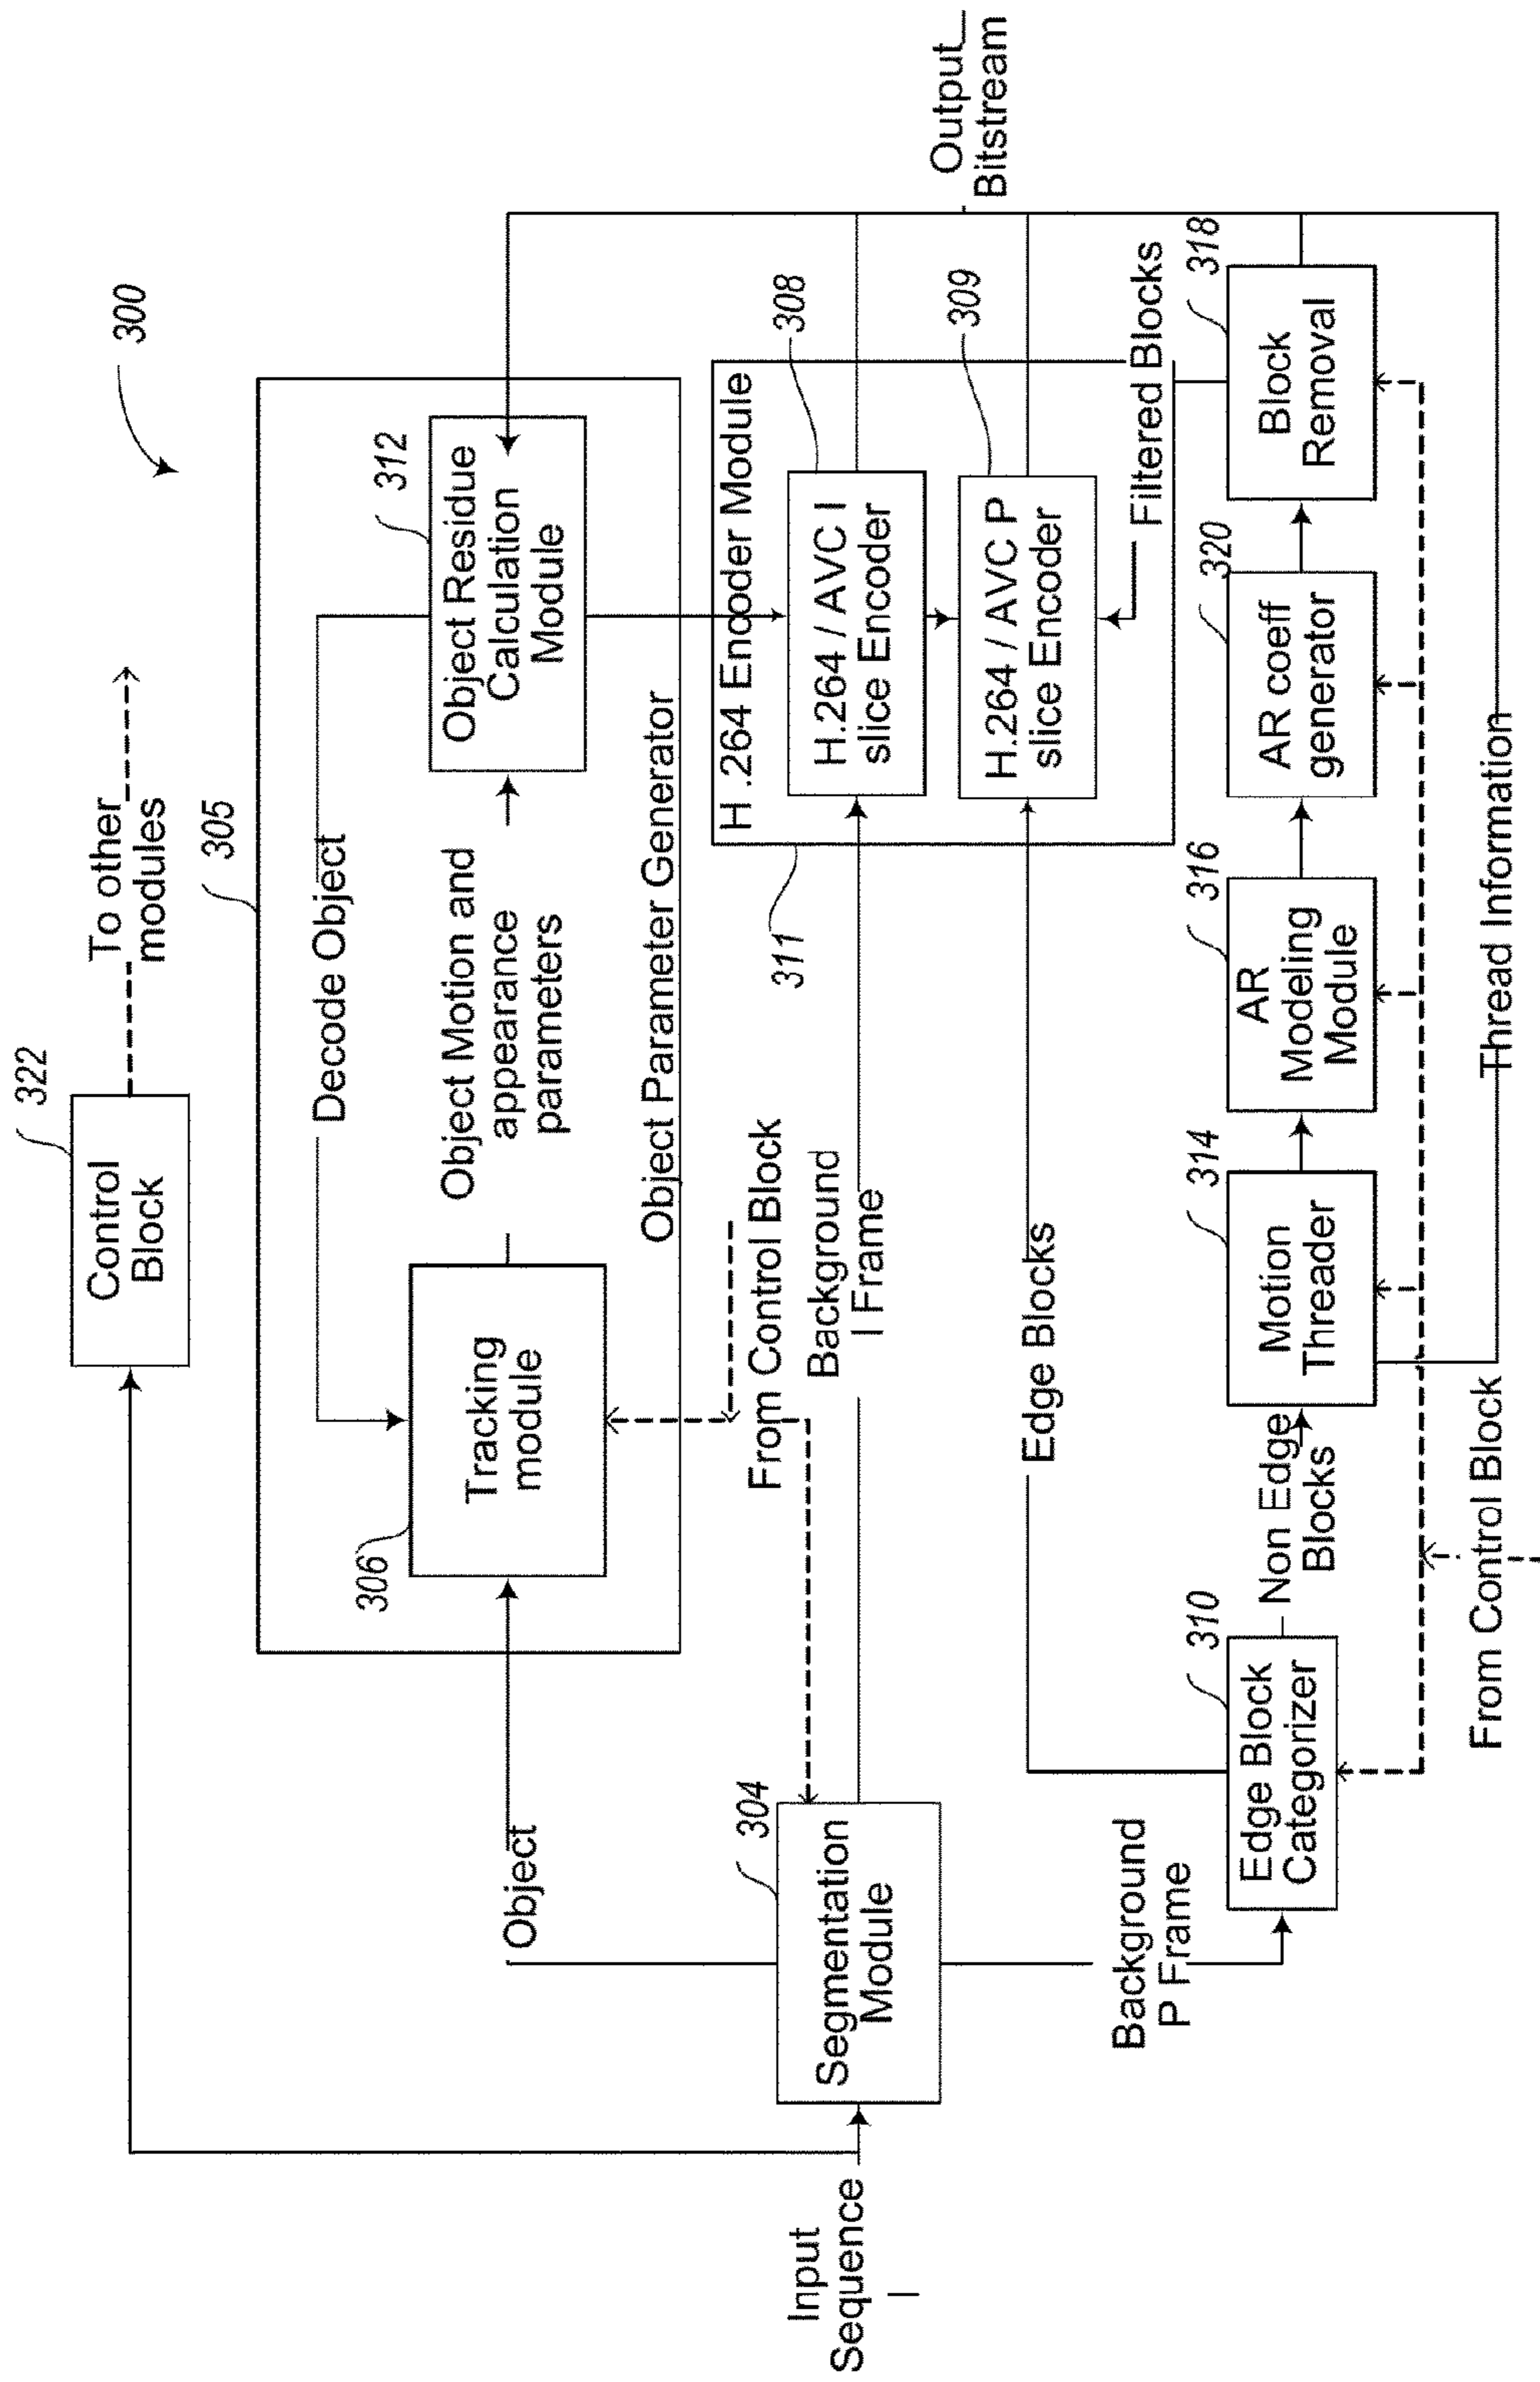 300
322
Control
Block
To other
modules
305
Decode Object
306
Tracking
module
Object Motion and
appearance
parameters
312
Object Residue
Calculation
Module
Object Parameter Generator
Object
From Control Block
304
Segmentation
Module
Input
Sequence
I
Background
I Frame
311
H .264 Encoder Module
308
H.264 / AVC I
slice Encoder
309
H.264 / AVC P
slice Encoder
Output
Bitstream
Edge Blocks
Filtered Blocks
Background
P Frame
310
Edge Block
Categorizer
Non Edge
Blocks
314
Motion
Threader
316
AR
Modeling
Module
320
AR coeff
generator
318
Block
Removal
From Control Block
Thread Information